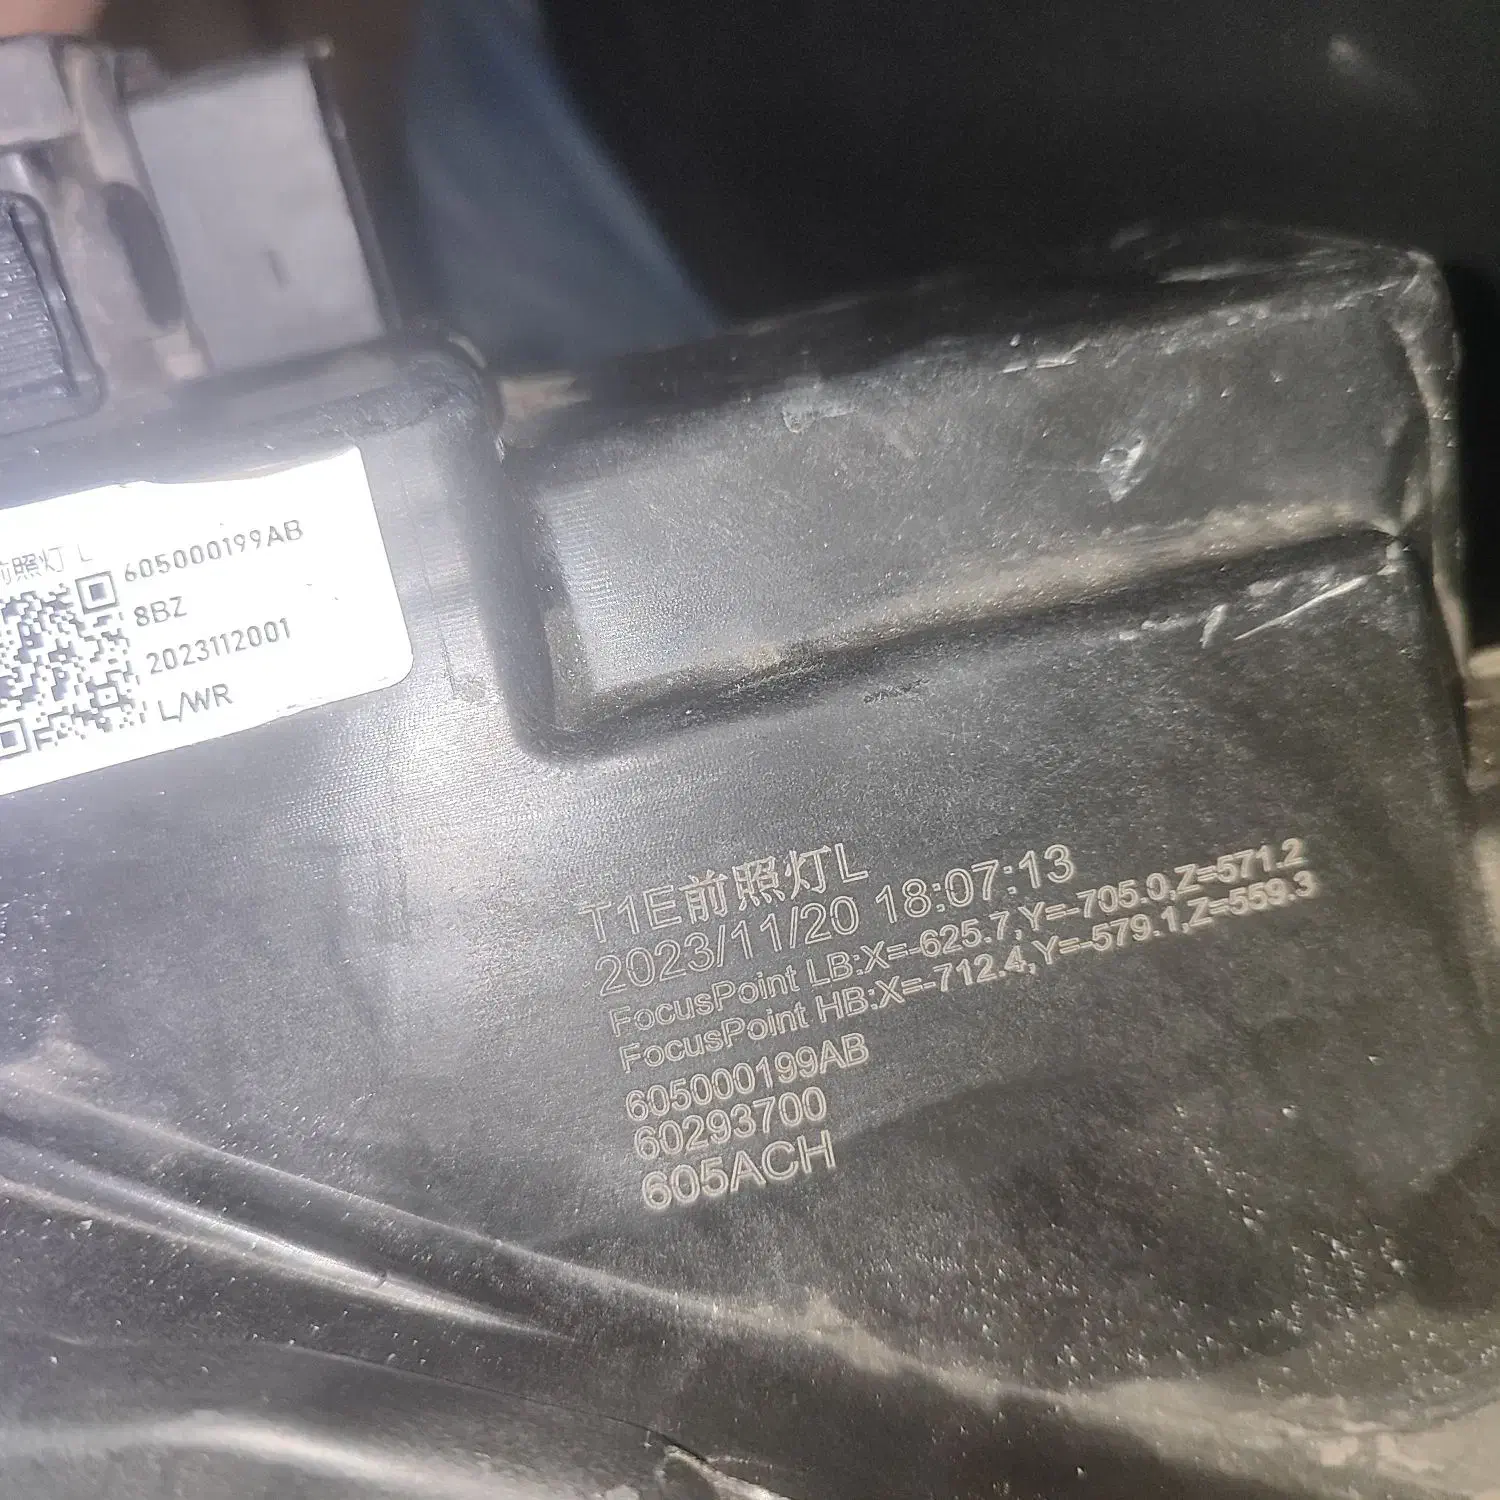 前照灯 L
605000199AB
8BZ
2023112001
L/WR
T1E前照灯L
2023/11/20 18:07:13
FocusPoint LB:X=-625.7,Y=-705.0,Z=571.2
FocusPoint HB:X=-712.4,Y=-579.1,Z=559.3
605000199AB
60293700
605ACH